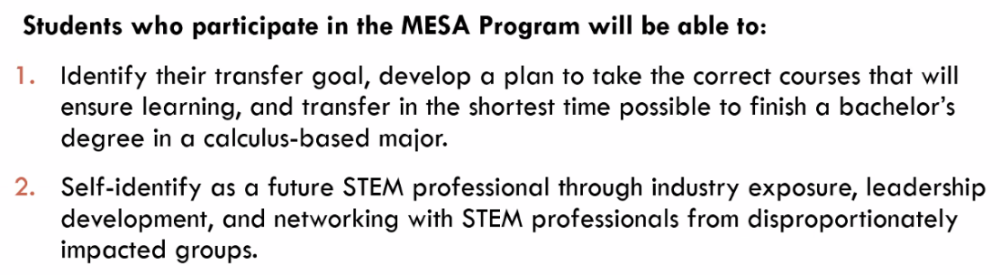 Students who participate in the MESA Program will be able to:
1. Identify their transfer goal, develop a plan to take the correct courses that will
ensure learning, and transfer in the shortest time possible to finish a bachelor's
degree in a calculus-based major.
2. Self-identify as a future STEM professional through industry exposure, leadership
development, and networking with STEM professionals from disproportionately
impacted groups.